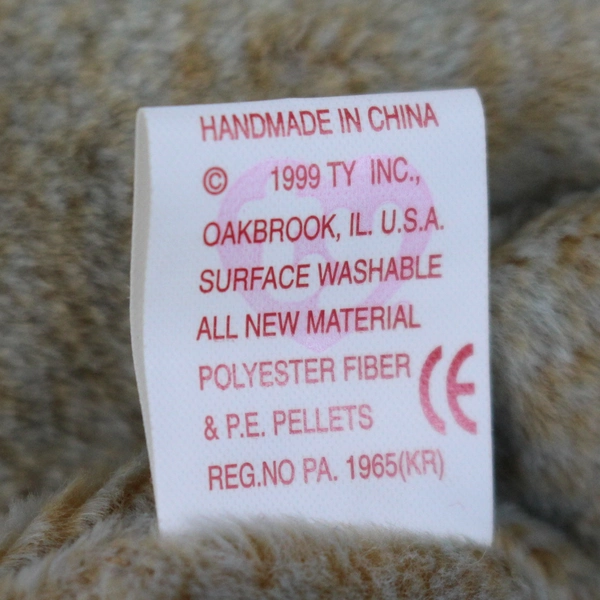 HANDMADE IN CHINA
© 1999 TY INC.,
OAKBROOK, IL. U.S.A.
SURFACE WASHABLE
ALL NEW MATERIAL
POLYESTER FIBER
& P.E. PELLETS
CE
REG.NO PA. 1965(KR)